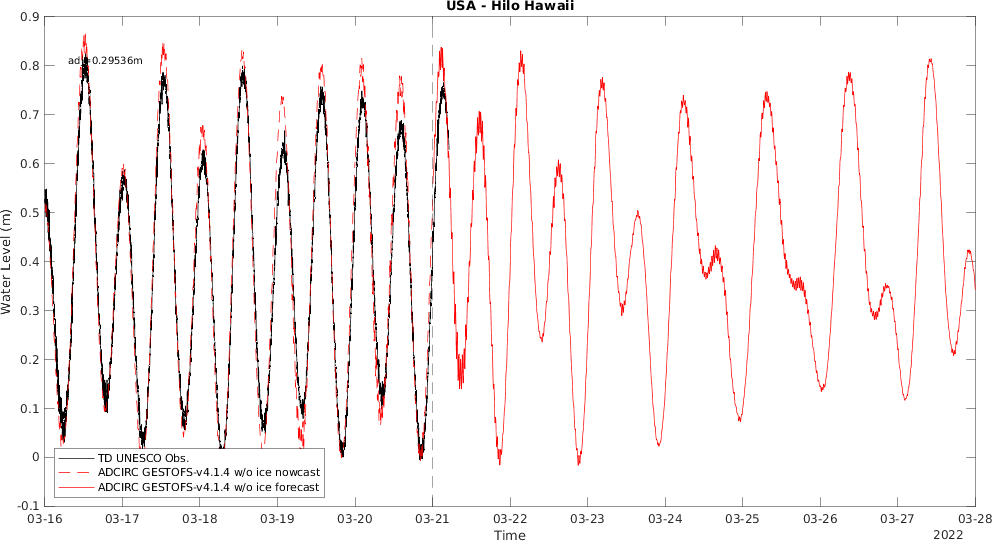 USA - Hilo Hawaii
0.9
0.8
0.7
0.6
0.5
0.4
0.3
0.2
0.1
0
-0.1
Water Level (m)
=0.29536m
TD UNESCO Obs.
ADCIRC GESTOFS-v4.1.4 w/o ice nowcast
ADCIRC GESTOFS-v4.1.4 w/o ice forecast
03-16 03-17 03-18 03-19 03-20 03-21 03-22 03-23 03-24 03-25 03-26 03-27 03-28
Time
2022